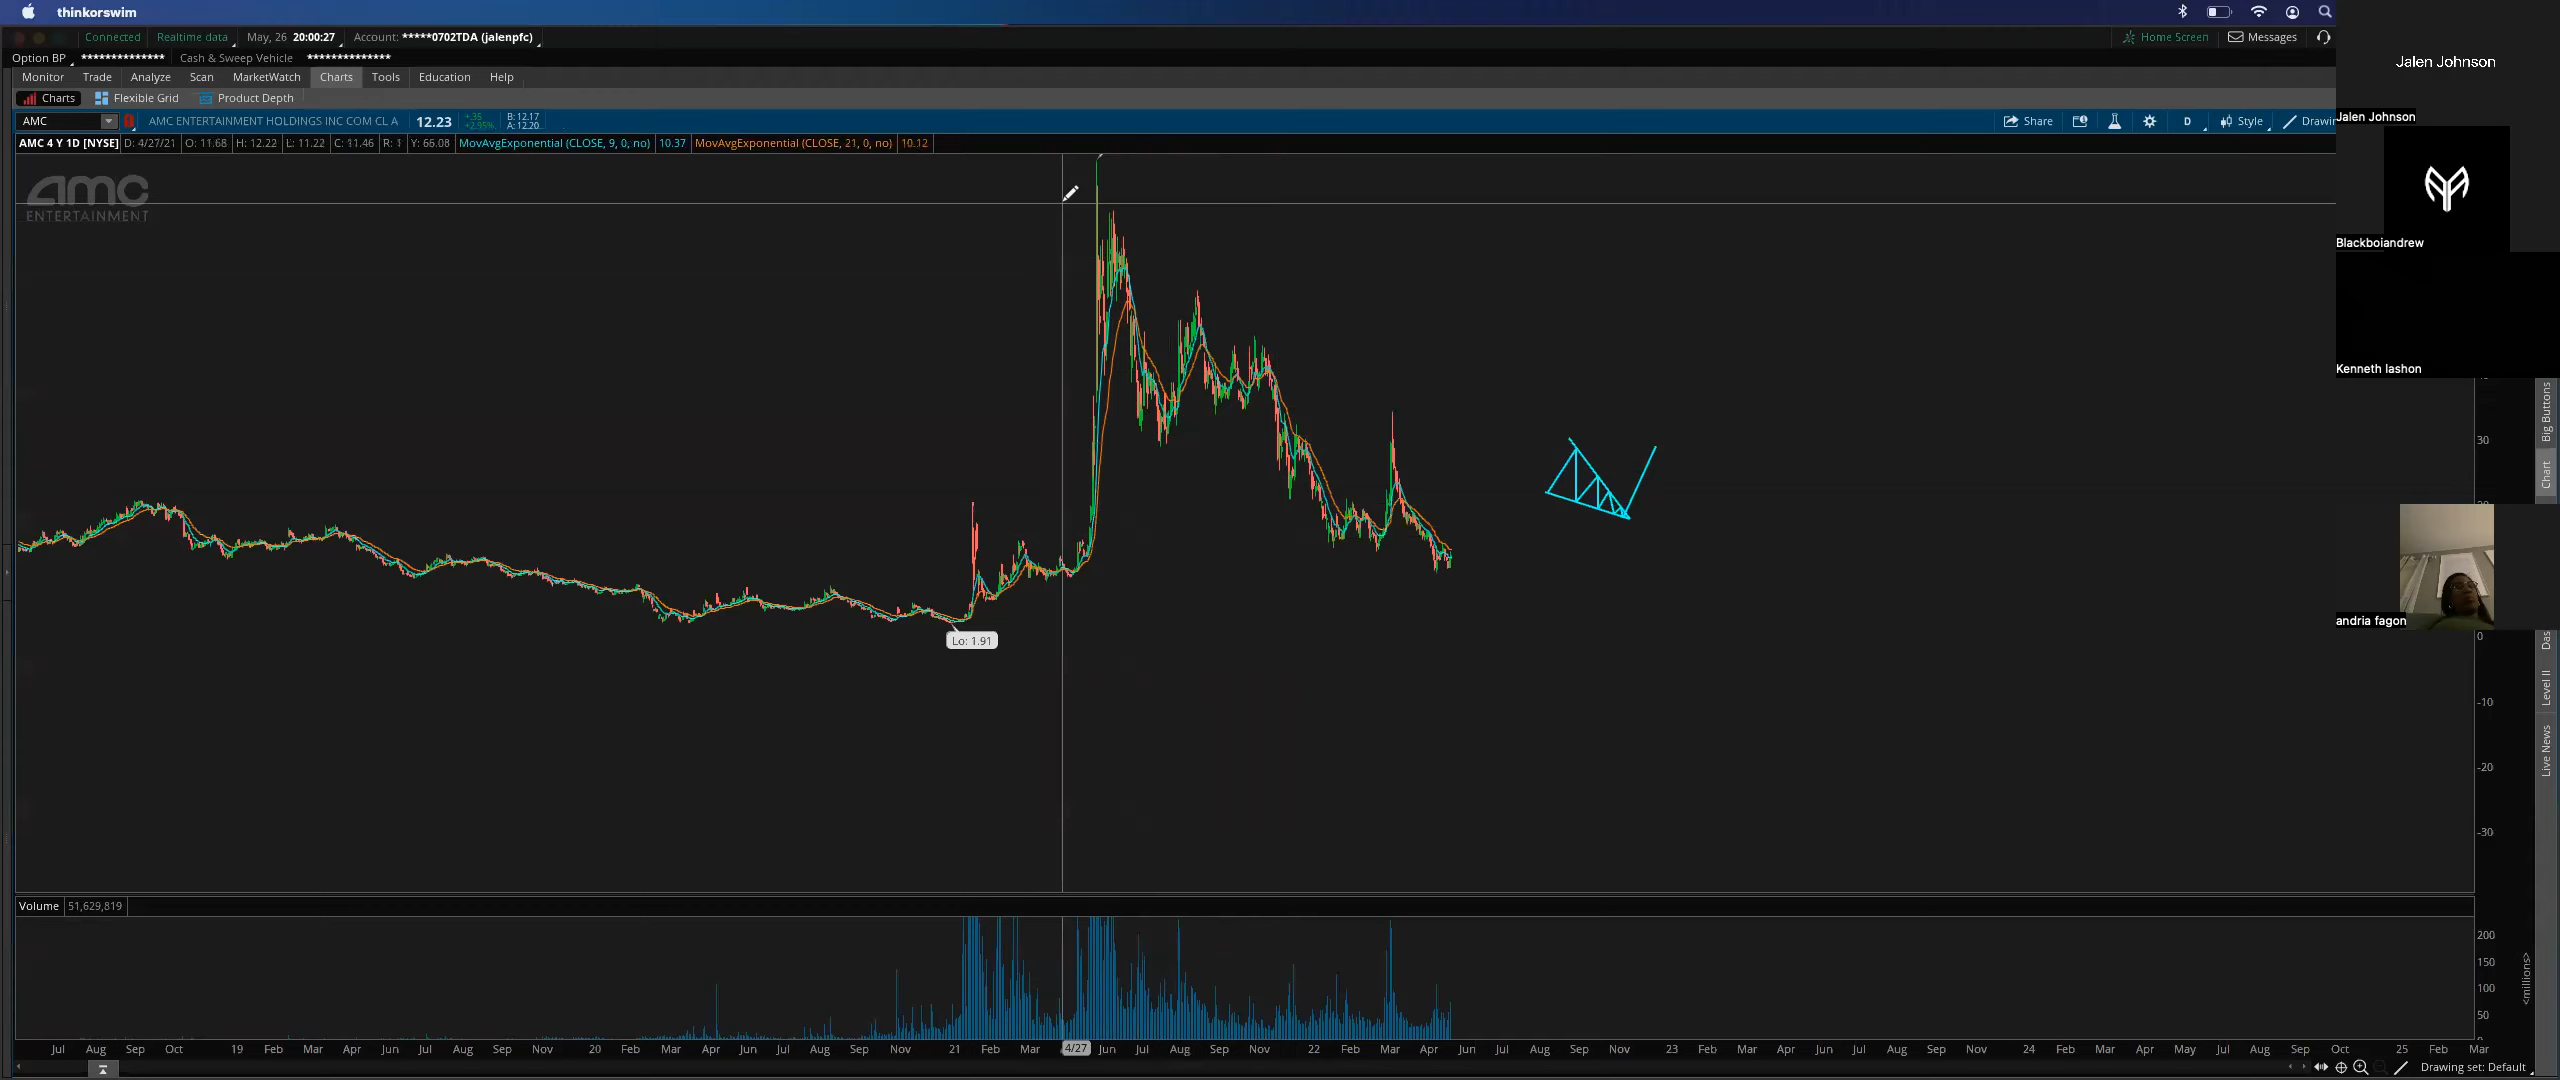 thinkorswim
Connected Realtime data May, 26 20:00:27 Account: *****0702TDA (jalenpfc) Home Screen Messages
Option BP ************** Cash & Sweep Vehicle **************
Monitor Trade Analyze Scan MarketWatch Charts Tools Education Help
Charts Flexible Grid Product Depth
AMC AMC ENTERTAINMENT HOLDINGS INC COM CL A 12.23 +.35 +2.95% B: 12.17 A: 12.20 Share D Style Drawin
AMC 4 Y 1D [NYSE] D: 4/27/21 O: 11.68 H: 12.22 L: 11.22 C: 11.46 R: 1 Y: 66.08 MovAvgExponential (CLOSE, 9, 0, no) 10.37 MovAvgExponential (CLOSE, 21, 0, no) 10.12
amc
ENTERTAINMENT
Jalen Johnson
Jalen Johnson
Blackboiandrew
Kenneth lashon
andria fagon
30
0
-10
-20
-30
Lo: 1.91
Big Buttons
Chart
Das
Level II
Live News
Volume 51,629,819
200
150
100
50
<millions>
Jul Aug Sep Oct 19 Feb Mar Apr Jun Jul Aug Sep Nov 20 Feb Mar Apr Jun Jul Aug Sep Nov 21 Feb Mar 4/27 Jun Jul Aug Sep Nov 22 Feb Mar Apr Jun Jul Aug Sep Nov 23 Feb Mar Apr Jun Jul Aug Sep Nov 24 Feb Mar Apr May Jul Aug Sep Oct 25 Feb Mar
Drawing set: Default